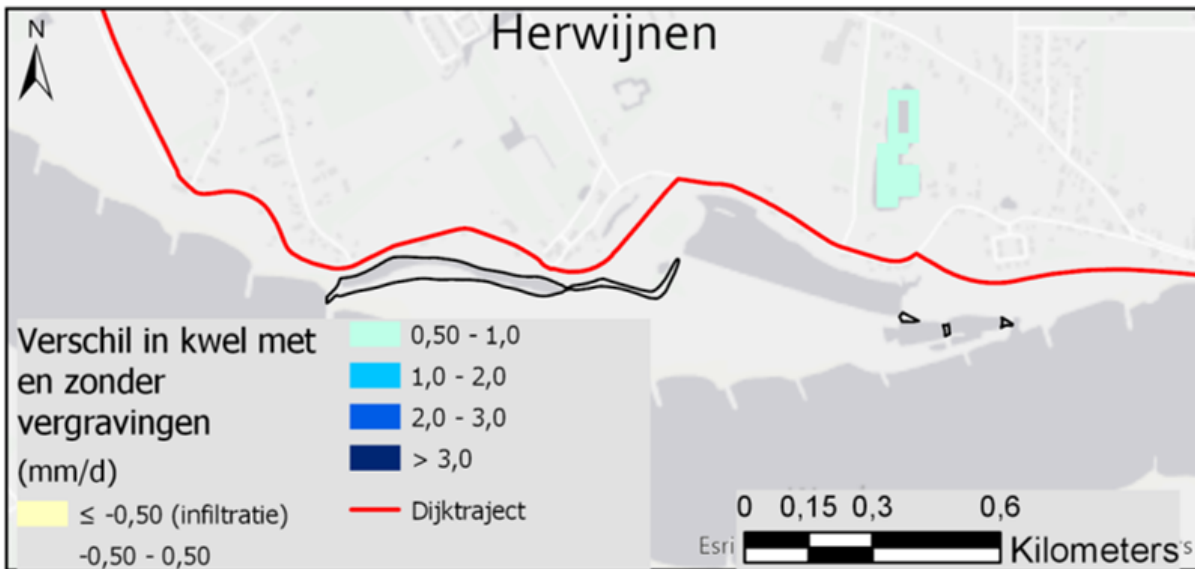 Herwijnen
N
Verschil in kwel met
en zonder
vergravingen
(mm/d)
≤ -0,50 (infiltratie)
-0,50 - 0,50
0,50 - 1,0
1,0 - 2,0
2,0 - 3,0
> 3,0
Dijktraject
0 0,15 0,3 0,6
Kilometers
Esri